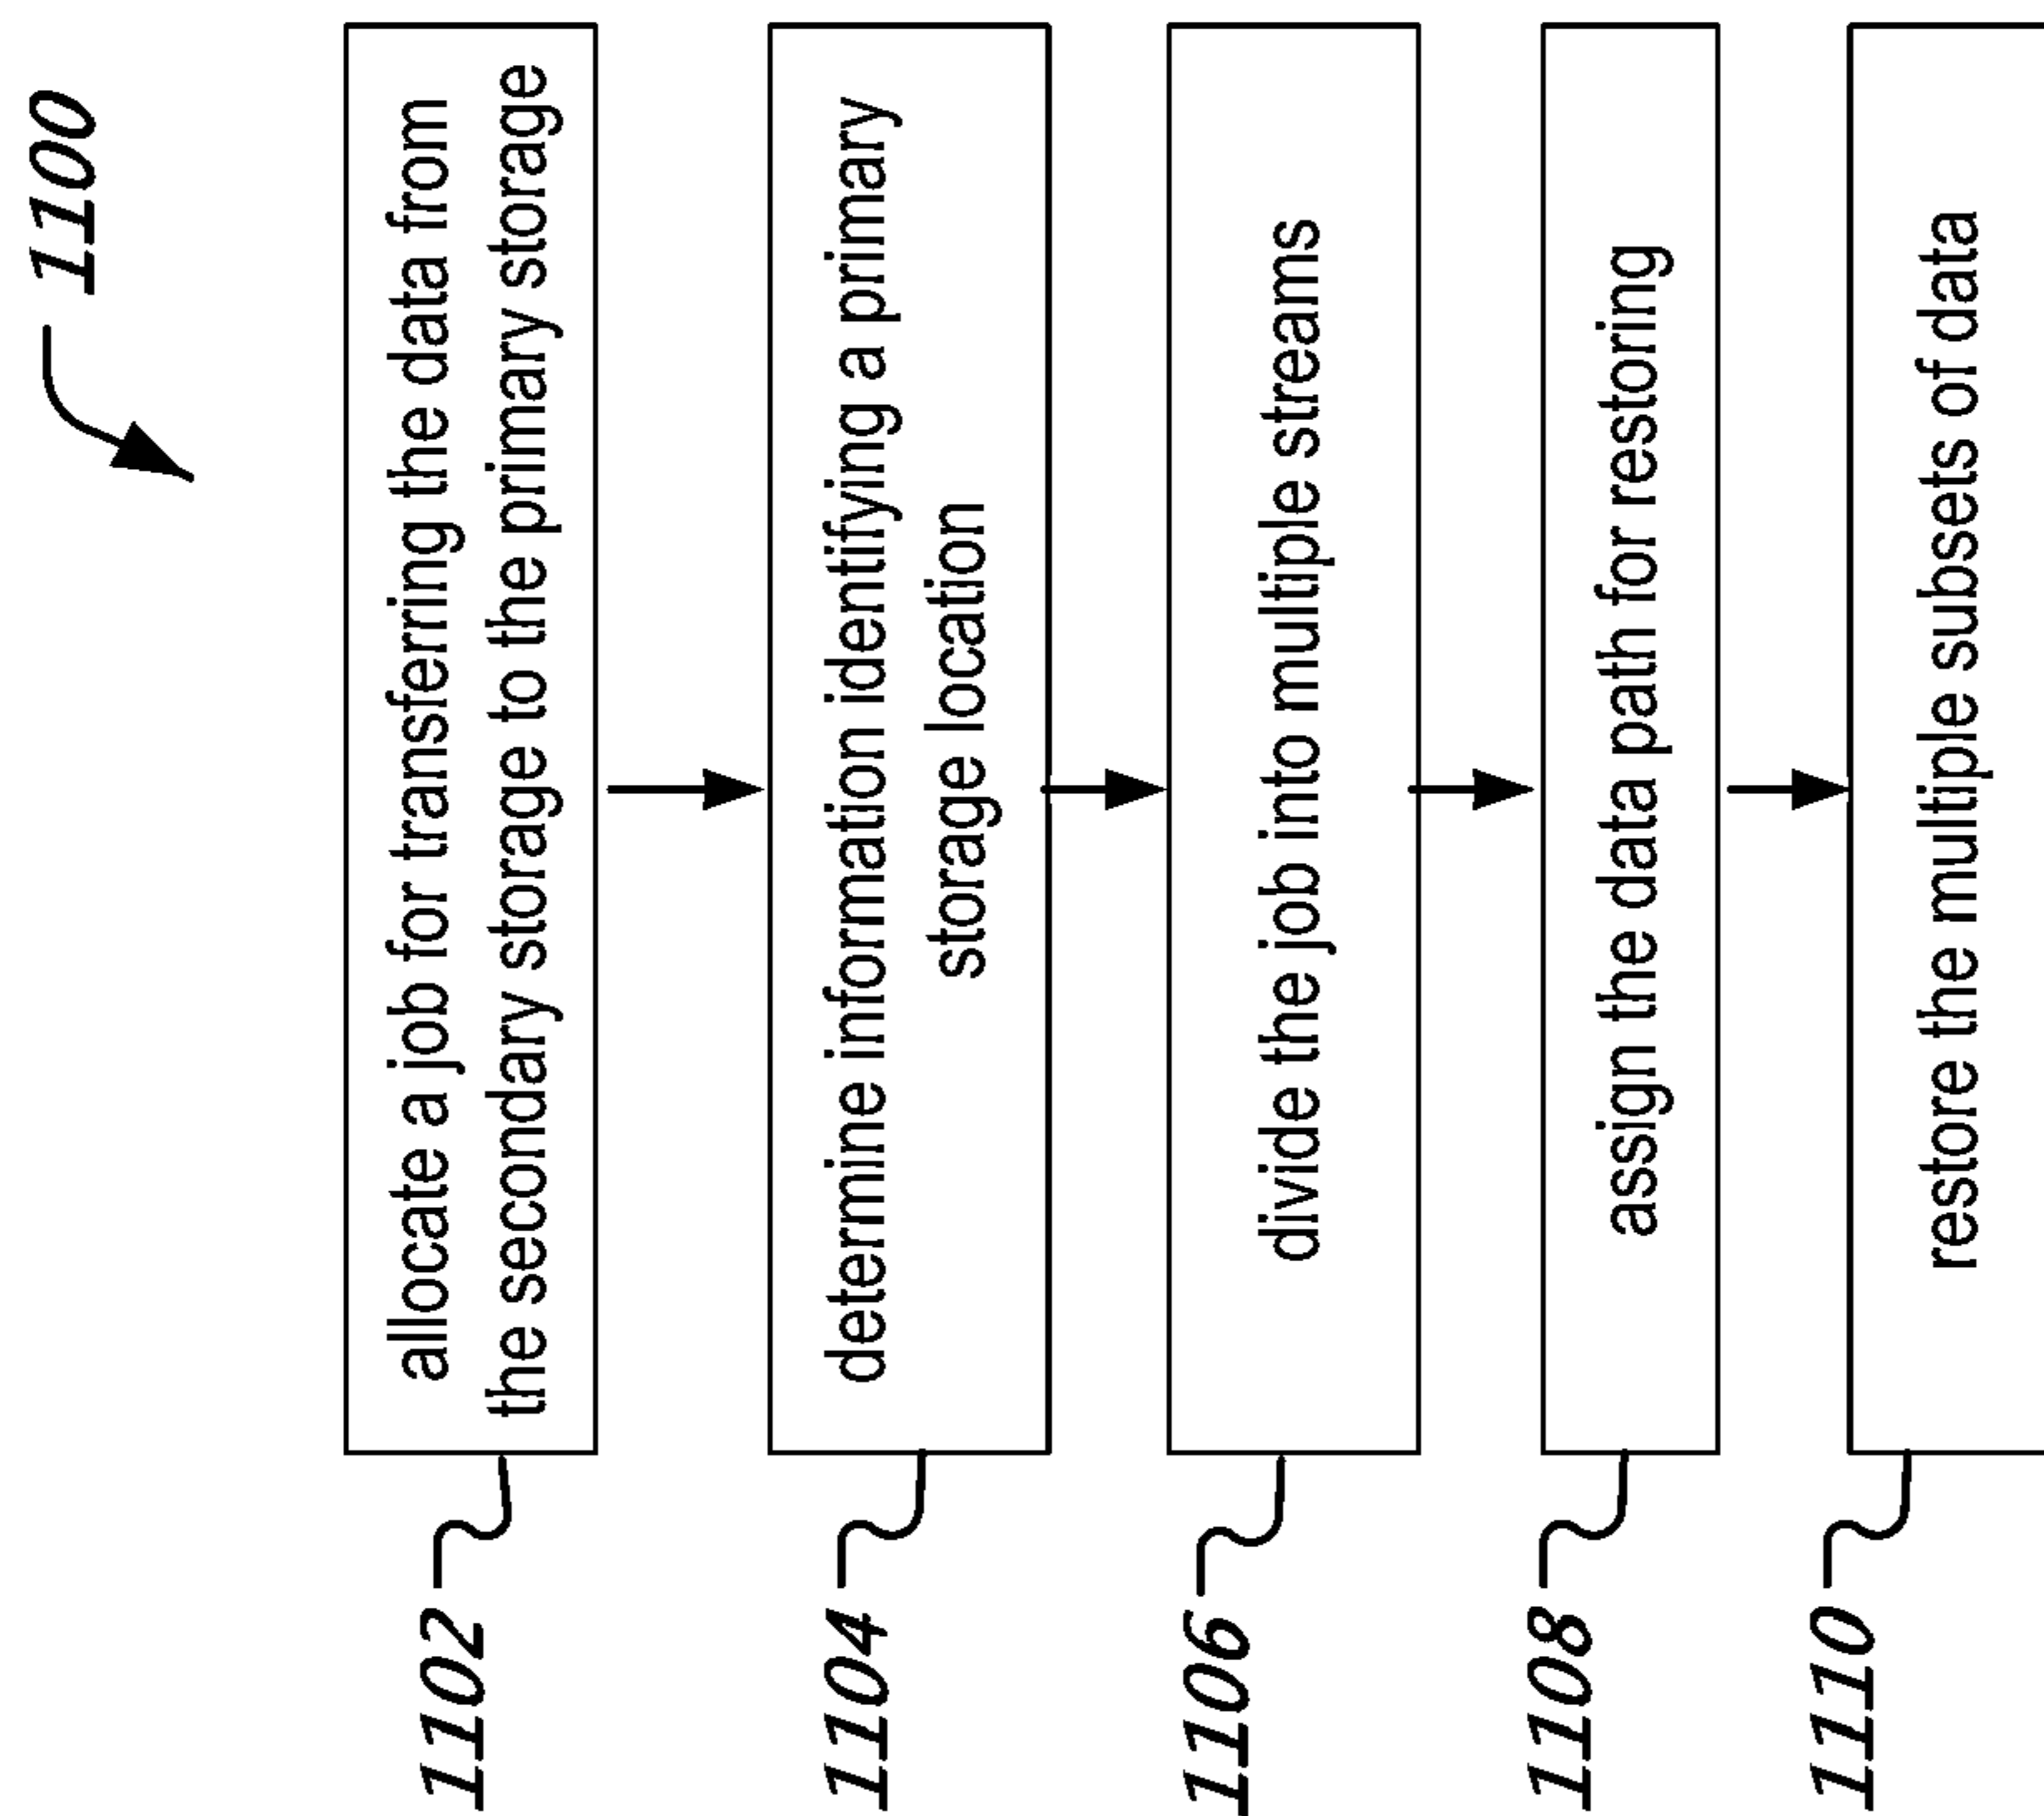 1100
1102
allocate a job for transferring the data from
the secondary storage to the primary storage
1104
determine information identifying a primary
storage location
1106
divide the job into multiple streams
1108
assign the data path for restoring
1110
restore the multiple subsets of data